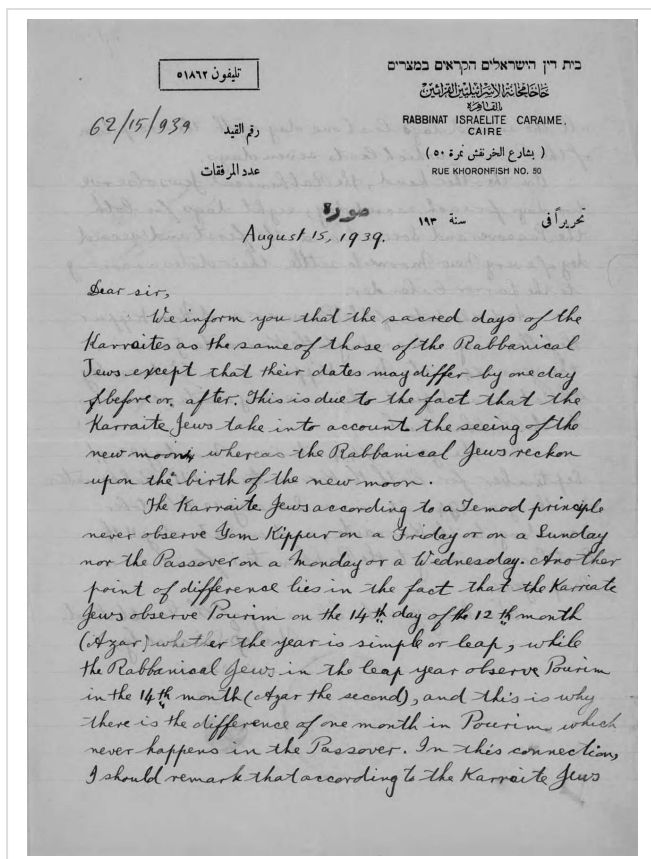 تليفون ٥١٨٦٢
בית דין הישראלים הקראים במצרים
حاخامخانة الاسرائيليين القرائين
بالقاهرة
RABBINAT ISRAELITE CARAIME,
CAIRE
( بشارع الخرنفش نمرة ٥٠ )
RUE KHORONFISH NO. 50
62/15/939 رقم القيد
عدد المرفقات
صورة
تحريراً في سنة ١٩٣
August 15, 1939.
Dear sir,
We inform you that the sacred days of the
Karraites as the same of those of the Rabbanical
Jews except that their dates may differ by one day
before or after. This is due to the fact that the
Karraite Jews take into account the seeing of the
new moon, whereas the Rabbanical Jews reckon
upon the birth of the new moon.
The Karraite Jews according to a Temod principle
never observe Yom Kippur on a Friday or on a Sunday
nor the Passover on a Monday or a Wednesday. Another
point of difference lies in the fact that the Karriate
Jews observe Pourim on the 14th day of the 12th month
(Azar) whether the year is simple or leap, while
the Rabbanical Jews in the leap year observe Pourim
in the 14th month (Azar the second), and this is why
there is the difference of one month in Pourim which
never happens in the Passover. In this connection,
I should remark that according to the Karraite Jews